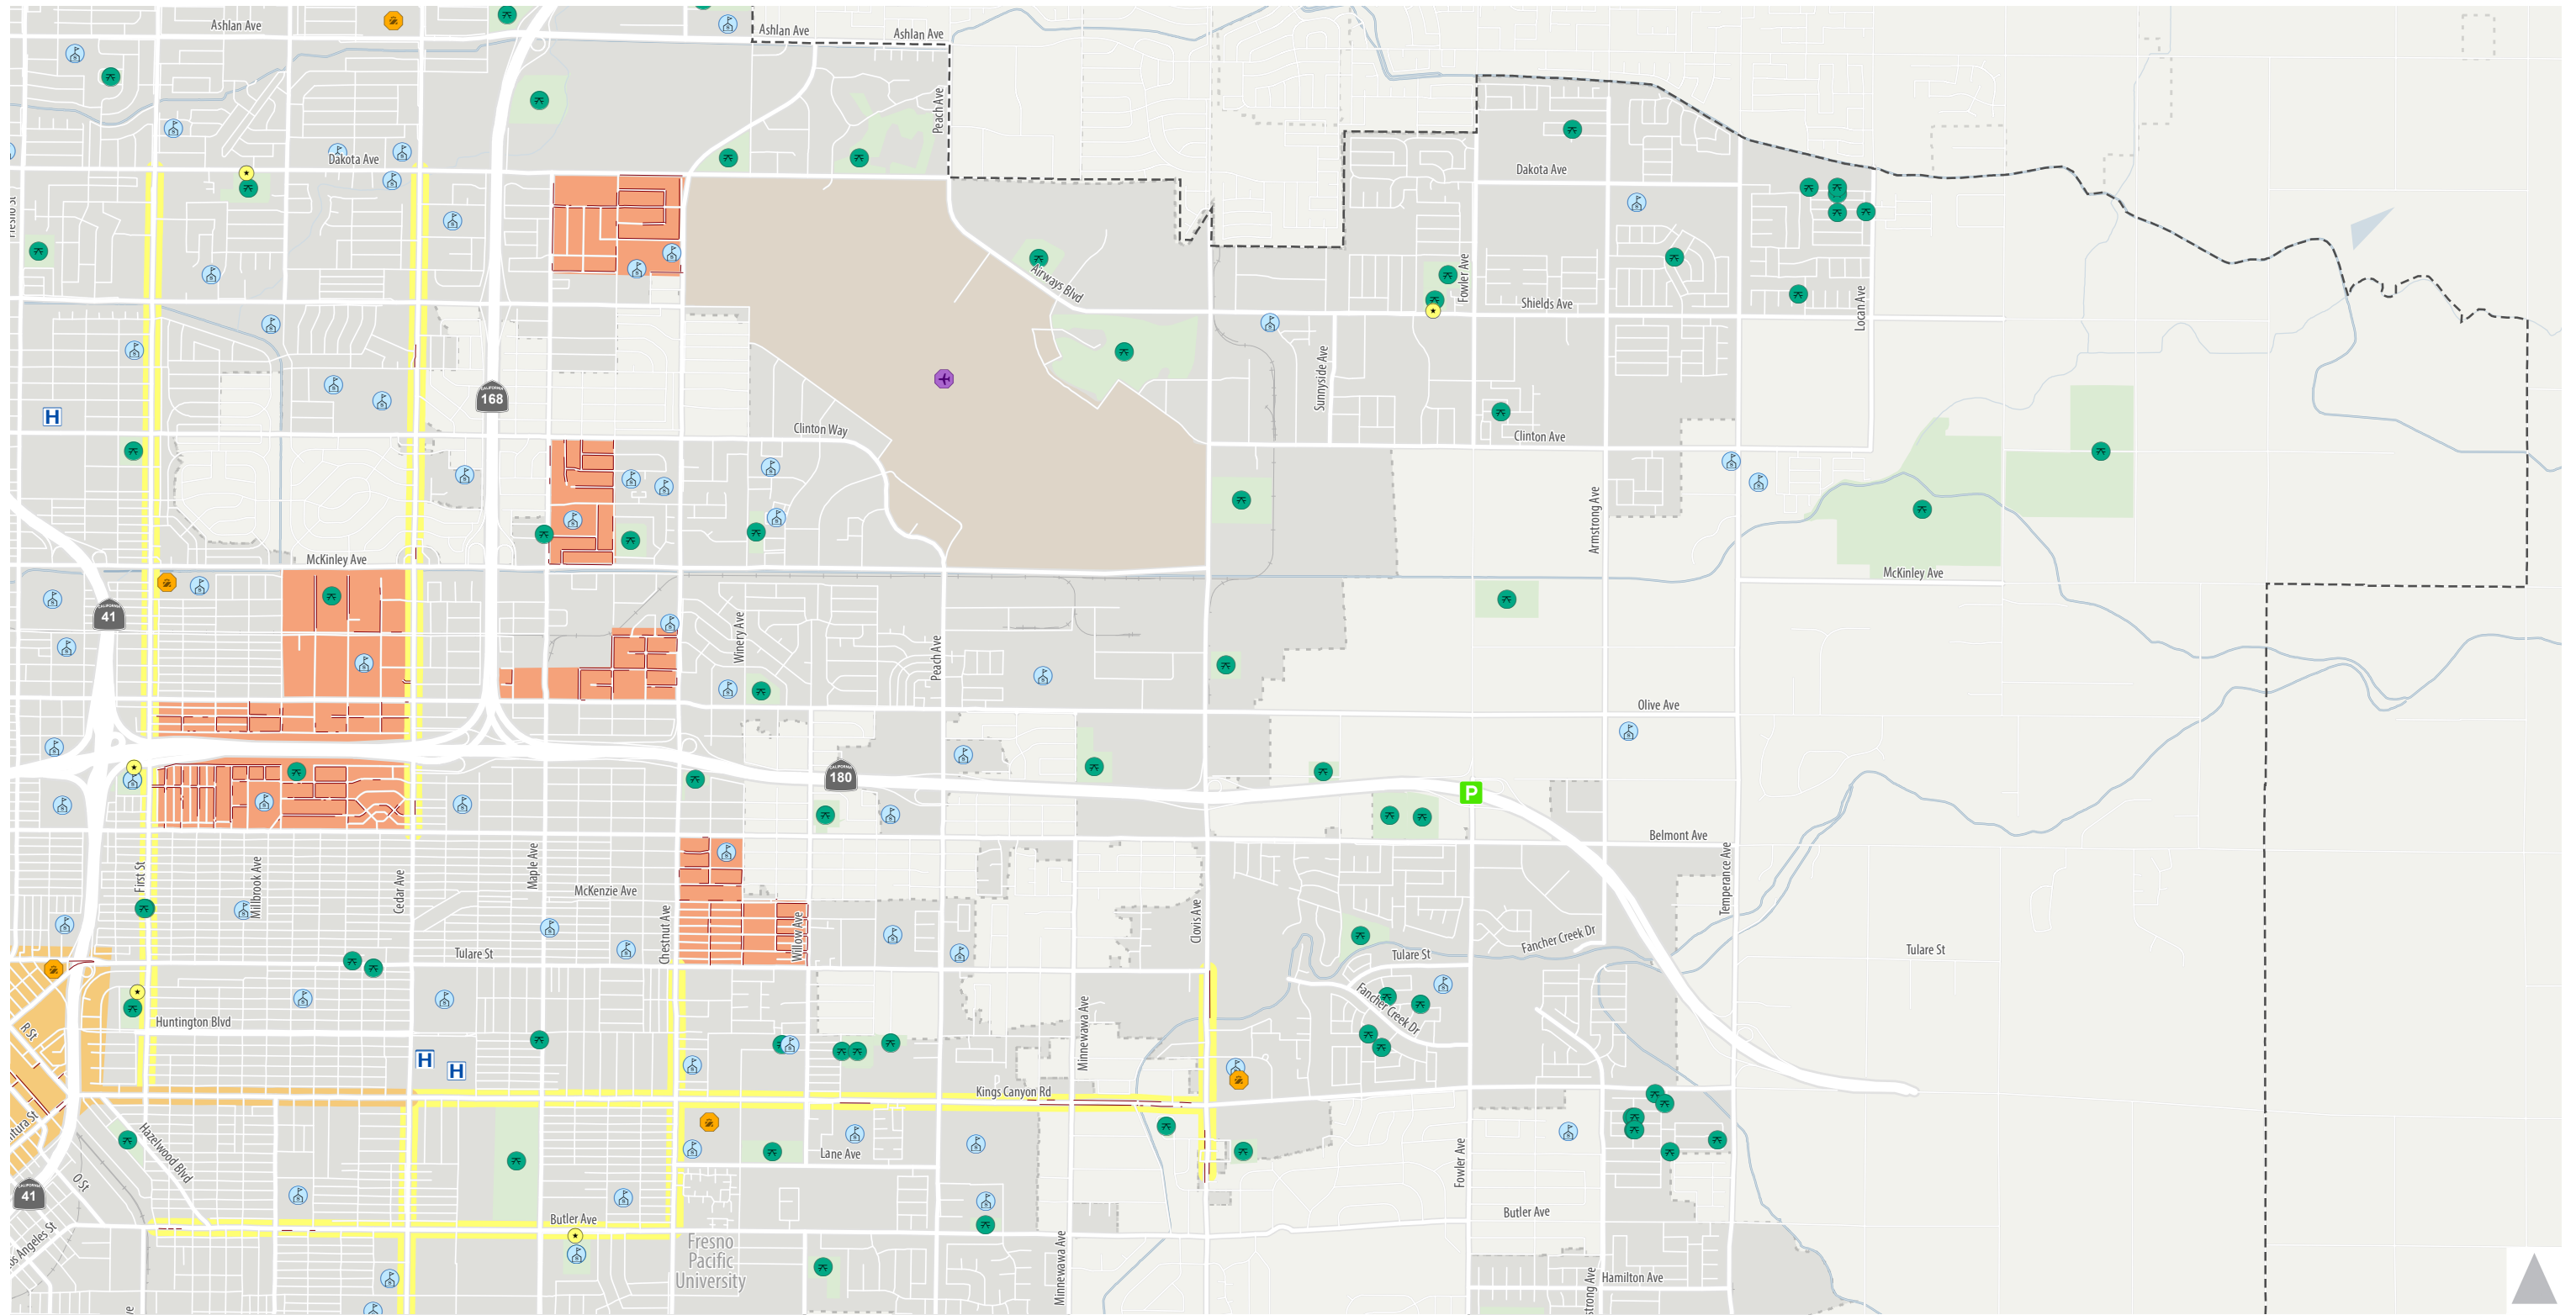 Ashlan Ave
Ashlan Ave
Ashlan Ave
Peach Ave
Dakota Ave
Dakota Ave
Airways Blvd
Fowler Ave
Shields Ave
Locan Ave
Sunnyside Ave
CALIFORNIA
168
Clinton Way
Clinton Ave
H
Armstrong Ave
McKinley Ave
McKinley Ave
CALIFORNIA
41
Winery Ave
Peach Ave
Olive Ave
CALIFORNIA
180
P
Belmont Ave
First St
Millbrook Ave
Cedar Ave
Maple Ave
McKenzie Ave
Chestnut Ave
Willow Ave
Clovis Ave
Temperance Ave
Tulare St
Tulare St
Fancher Creek Dr
Tulare St
Fancher Creek Dr
Huntington Blvd
R St
Minnewawa Ave
H
H
Kings Canyon Rd
Hazelwood Blvd
Lane Ave
O St
CALIFORNIA
41
Fowler Ave
Butler Ave
Butler Ave
Fresno
Pacific
University
Minnewawa Ave
Hamilton Ave